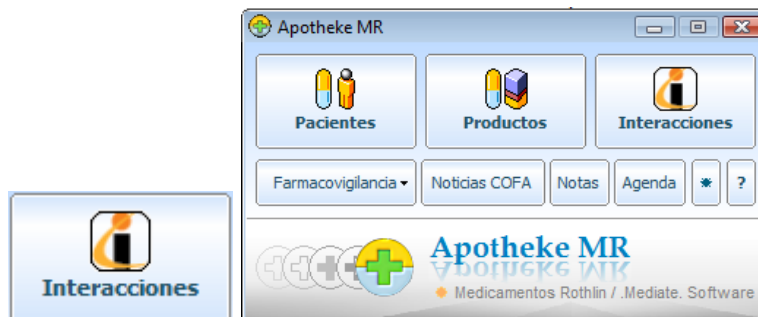 Interacciones
Apotheke MR
Pacientes
Productos
Interacciones
Farmacovigilancia
Noticias COFA
Notas
Agenda
*
?
Apotheke MR
Medicamentos Rothlin / .Mediate. Software